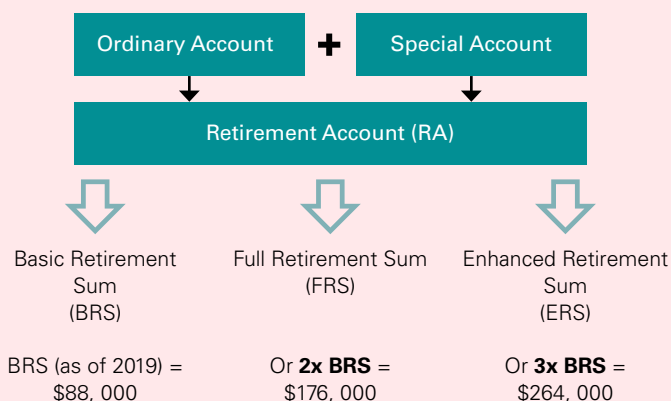 Ordinary Account + Special Account
Retirement Account (RA)
Basic Retirement
Sum
(BRS)
BRS (as of 2019) =
$88, 000
Full Retirement Sum
(FRS)
Or 2x BRS =
$176, 000
Enhanced Retirement
Sum
(ERS)
Or 3x BRS =
$264, 000